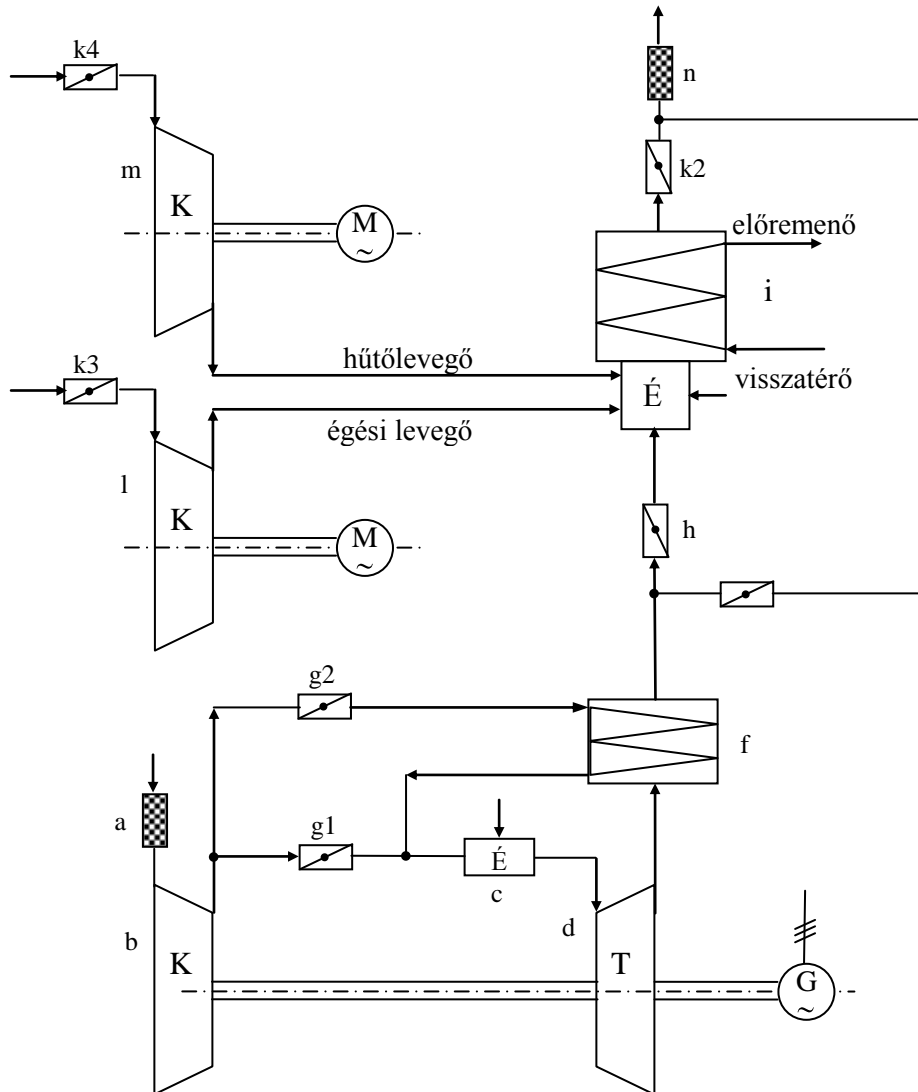 k4
n
m
K
M
~
k2
előremenő
i
hűtőlevegő
k3
É
visszatérő
égési levegő
l
K
M
~
h
g2
f
a
g1
É
c
b
d
K
T
G
~